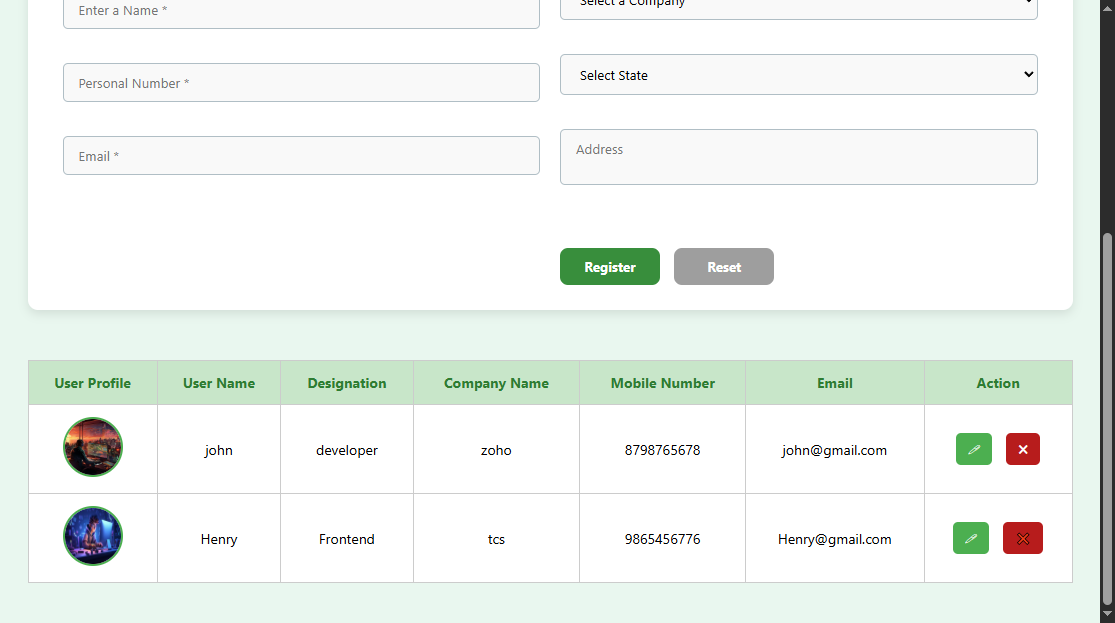 Enter a Name *
Select a Company
Personal Number *
Select State
Email *
Address
Register Reset
User Profile User Name Designation Company Name Mobile Number Email Action
john developer zoho 8798765678 john@gmail.com
Henry Frontend tcs 9865456776 Henry@gmail.com